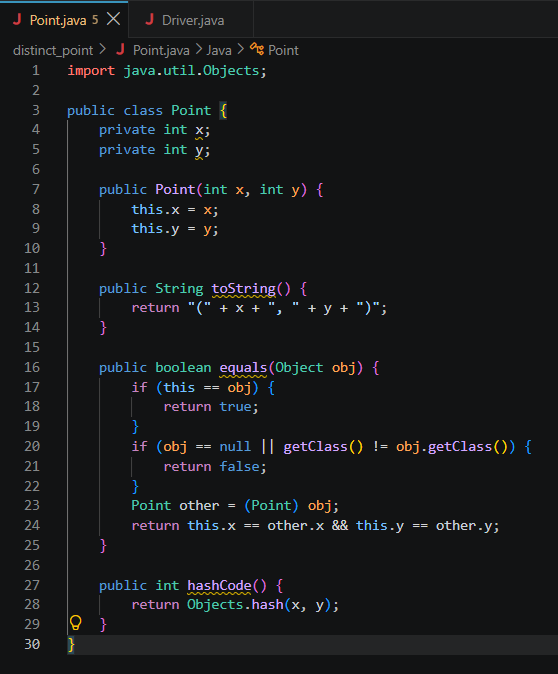 J Point.java 5 X J Driver.java
distinct_point > J Point.java > Java > Point
1 import java.util.Objects;
2
3 public class Point {
4     private int x;
5     private int y;
6
7     public Point(int x, int y) {
8         this.x = x;
9         this.y = y;
10     }
11
12     public String toString() {
13         return "(" + x + ", " + y + ")";
14     }
15
16     public boolean equals(Object obj) {
17         if (this == obj) {
18             return true;
19         }
20         if (obj == null || getClass() != obj.getClass()) {
21             return false;
22         }
23         Point other = (Point) obj;
24         return this.x == other.x && this.y == other.y;
25     }
26
27     public int hashCode() {
28         return Objects.hash(x, y);
29     }
30 }